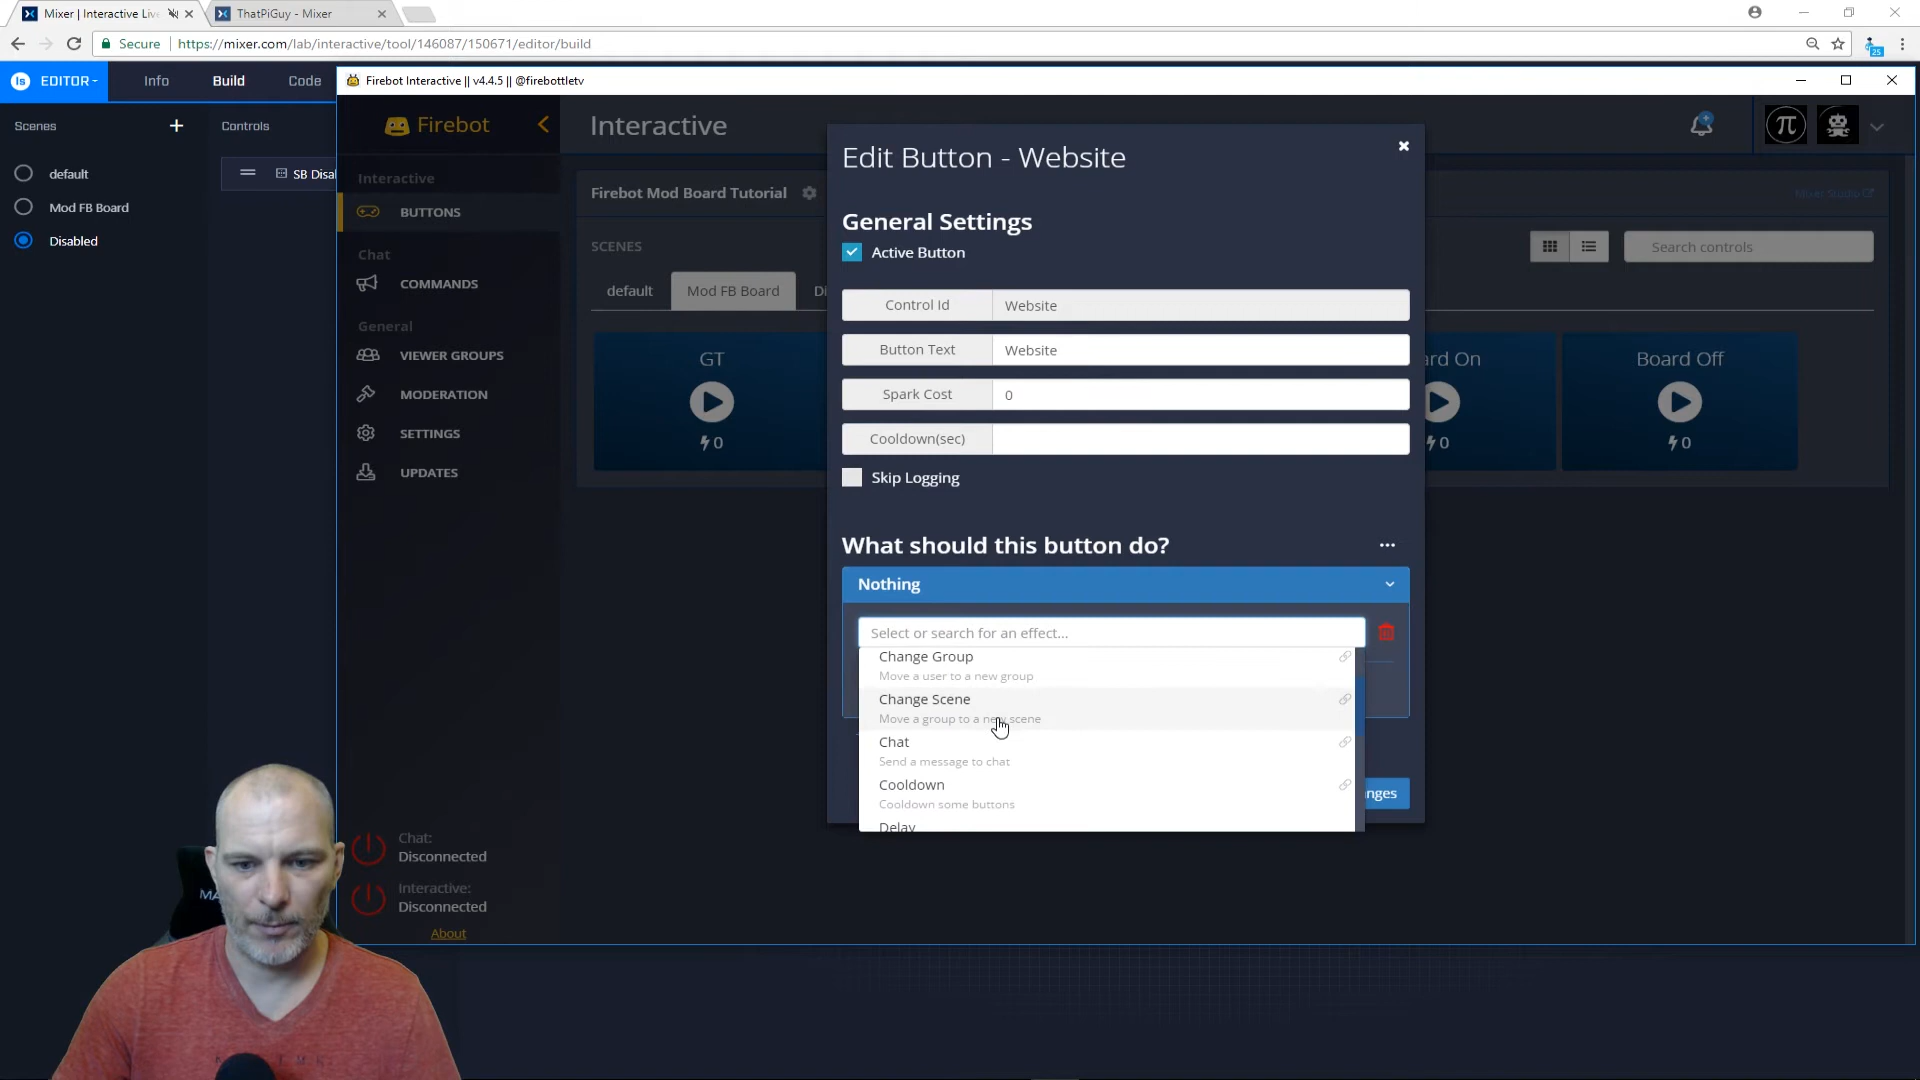 Mixer | Interactive Liv
ThatPiGuy - Mixer
Secure
https://mixer.com/lab/interactive/tool/146087/150671/editor/build
25
EDITOR
Info
Build
Code
Firebot Interactive || v4.4.5 || @firebottletv
Scenes
+
Controls
default
Mod FB Board
Disabled
SB Disa
Firebot
Interactive
BUTTONS
Chat
COMMANDS
General
VIEWER GROUPS
MODERATION
SETTINGS
UPDATES
Chat:
Disconnected
Interactive:
Disconnected
About
Interactive
π
Firebot Mod Board Tutorial
Mixer Studio
SCENES
default
Mod FB Board
Di
Search controls
GT
0
ard On
0
Board Off
0
Edit Button - Website
General Settings
Active Button
Control Id
Website
Button Text
Website
Spark Cost
0
Cooldown(sec)
Skip Logging
What should this button do?
Nothing
Select or search for an effect...
Change Group
Move a user to a new group
Change Scene
Move a group to a new scene
Chat
Send a message to chat
Cooldown
Cooldown some buttons
Delay
nges